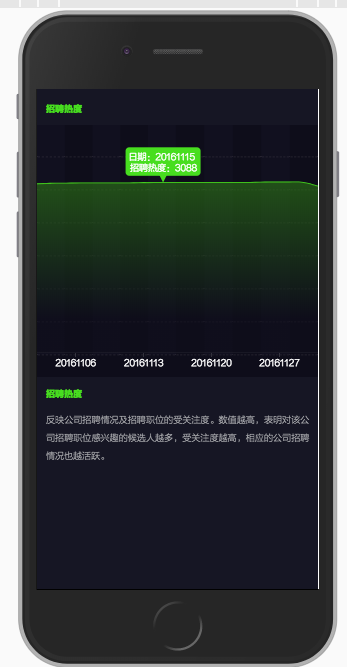 招聘热度
日期：20161115
招聘热度：3088
20161106 20161113 20161120 20161127
招聘热度
反映公司招聘情况及招聘职位的受关注度。数值越高，表明对该公
司招聘职位感兴趣的候选人越多，受关注度越高，相应的公司招聘
情况也越活跃。